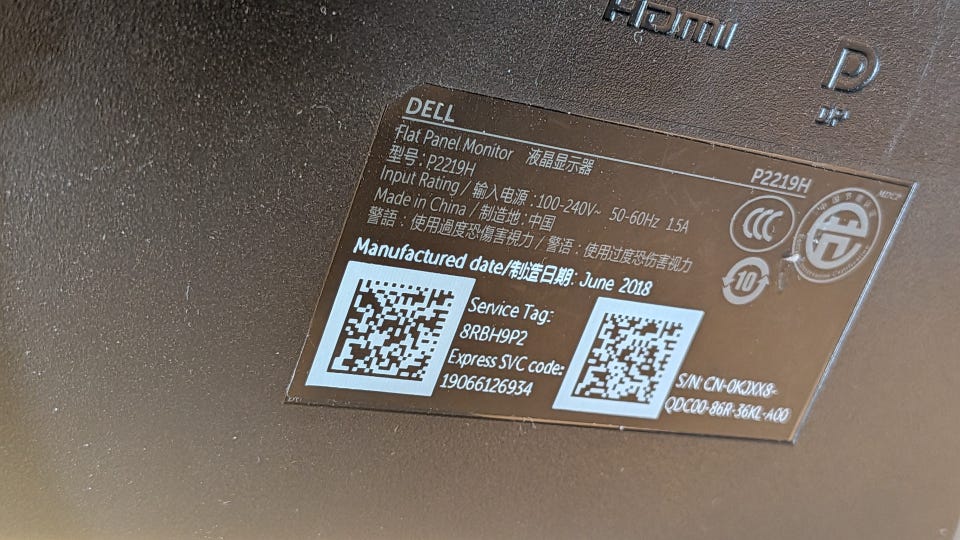 HDMI
DP
DELL
Flat Panel Monitor 液晶显示器
P2219H
型号: P2219H
Input Rating / 输入电源 :100-240V~ 50-60Hz 1.5A
Made in China / 制造地: 中国
警語： 使用過度恐傷害視力 / 警语： 使用过度恐伤害视力
Manufactured date/制造日期: June 2018
10
Service Tag:
8RBH9P2
Express SVC code:
19066126934
S/N: CN-0KJXX8-
QDC00-86R-36KL-A00